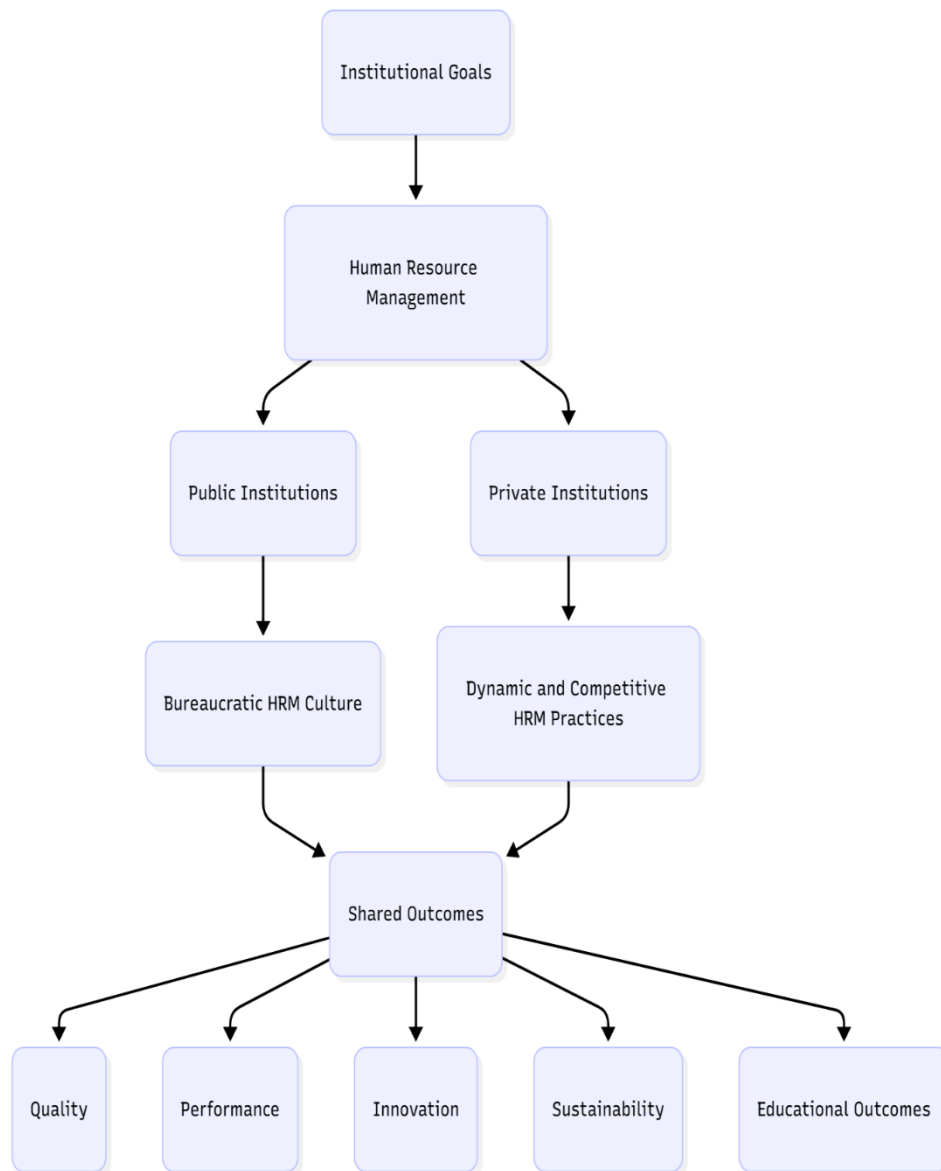 Institutional Goals
Human Resource
Management
Public Institutions
Private Institutions
Bureaucratic HRM Culture
Dynamic and Competitive
HRM Practices
Shared Outcomes
Quality
Performance
Innovation
Sustainability
Educational Outcomes